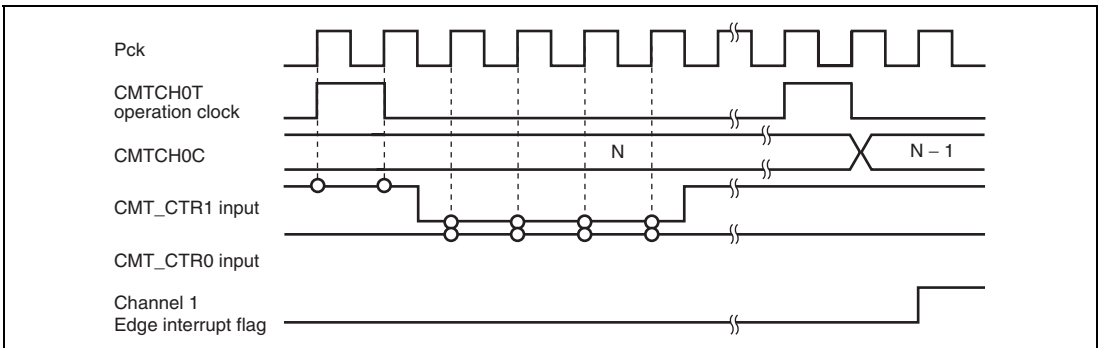 Pck
CMTCH0T
operation clock
CMTCH0C
N
N – 1
CMT_CTR1 input
CMT_CTR0 input
Channel 1
Edge interrupt flag